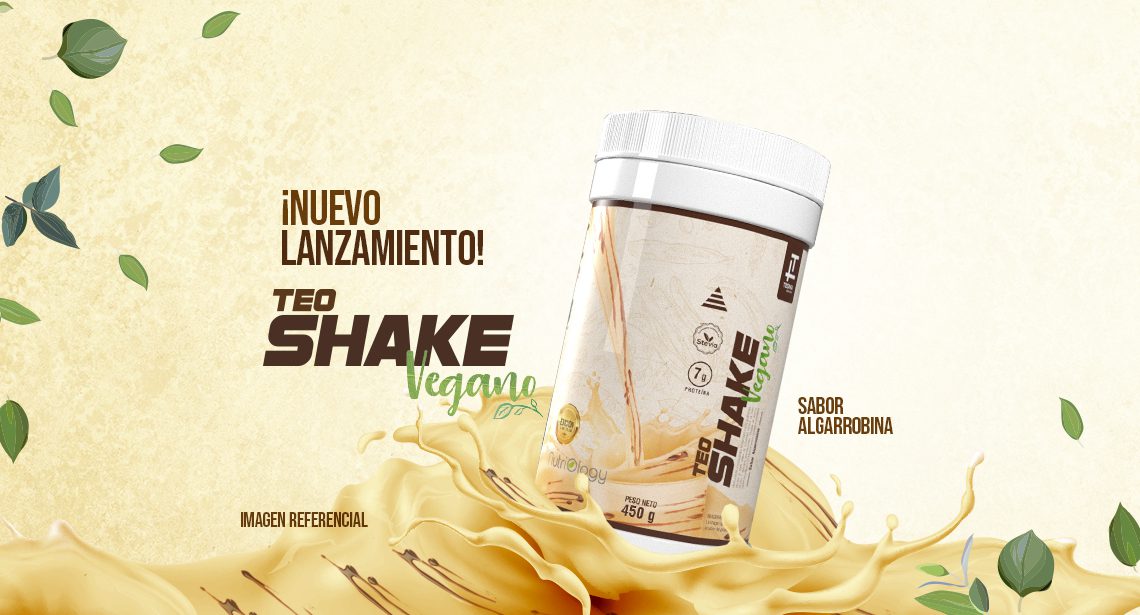 ¡NUEVO
LANZAMIENTO!
TEO
SHAKE
Vegano
Stevia
7g
PROTEÍNA
TEO
SHAKE
Vegano
EDICIÓN
nutriOlogy
PESO NETO
450 g
SABOR
ALGARROBINA
IMAGEN REFERENCIAL